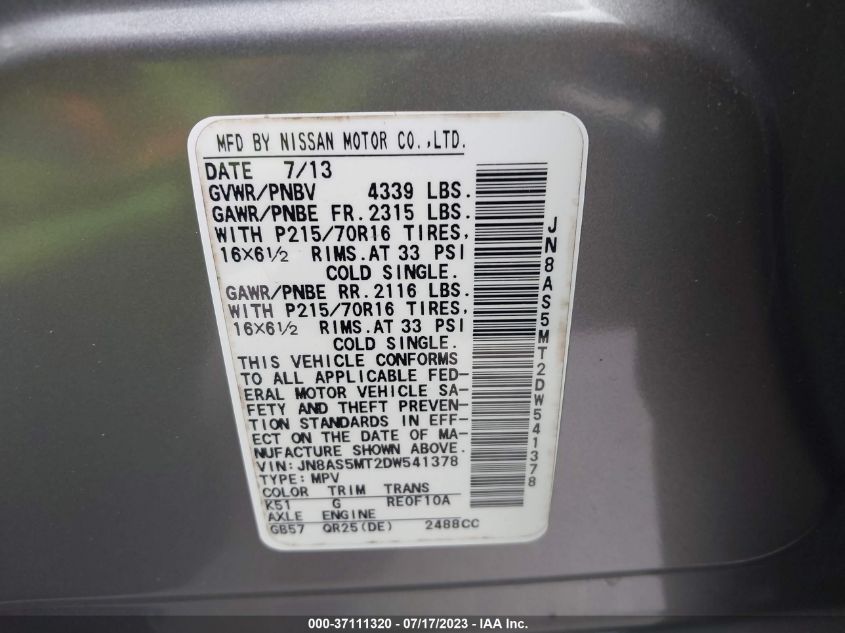 MFD BY NISSAN MOTOR CO.,LTD.
DATE 7/13
GVWR/PNBV 4339 LBS.
GAWR/PNBE FR. 2315 LBS.
WITH P215/70R16 TIRES,
16×6½ RIMS.AT 33 PSI
COLD SINGLE.
GAWR/PNBE RR. 2116 LBS.
WITH P215/70R16 TIRES,
16×6½ RIMS.AT 33 PSI
COLD SINGLE.
THIS VEHICLE CONFORMS
TO ALL APPLICABLE FED-
ERAL MOTOR VEHICLE SA-
FETY AND THEFT PREVEN-
TION STANDARDS IN EFF-
ECT ON THE DATE OF MA-
NUFACTURE SHOWN ABOVE.
VIN:JN8AS5MT2DW541378
TYPE:MPV
COLOR TRIM TRANS
K51 G RE0F10A
AXLE ENGINE
GB57 QR25(DE) 2488CC
JN8AS5MT2DW541378
000-37111320 - 07/17/2023 - IAA Inc.